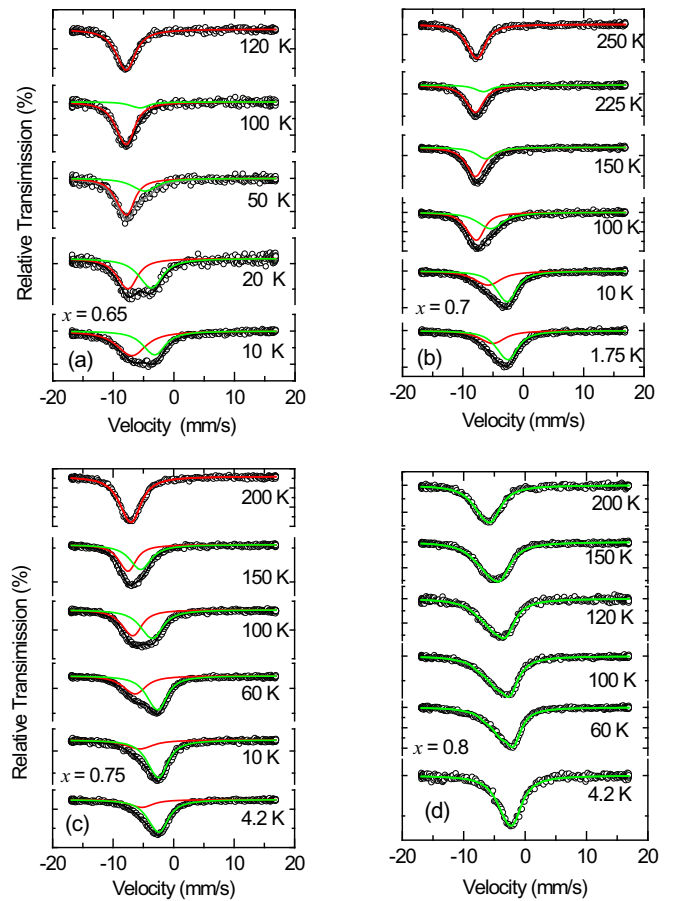 Relative Transimission (%)
120 K
100 K
50 K
20 K
x = 0.65
(a)
10 K
-20 -10 0 10 20
Velocity (mm/s)
250 K
225 K
150 K
100 K
10 K
x = 0.7
(b)
1.75 K
-20 -10 0 10 20
Velocity (mm/s)
Relative Transmission (%)
200 K
150 K
100 K
60 K
10 K
x = 0.75
(c)
4.2 K
-20 -10 0 10 20
Velocity (mm/s)
200 K
150 K
120 K
100 K
60 K
x = 0.8
(d)
4.2 K
-20 -10 0 10 20
Velocity (mm/s)